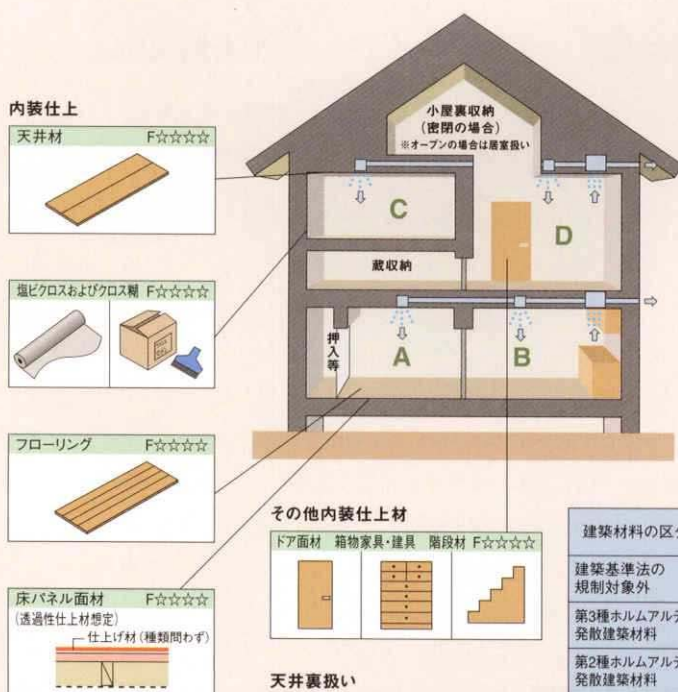 内装仕上
天井材 F☆☆☆☆
塩ビクロスおよびクロス糊 F☆☆☆☆
フローリング F☆☆☆☆
床パネル面材 F☆☆☆☆
(透過性仕上材想定)
仕上げ材(種類問わず)
小屋裏収納
(密閉の場合)
※オープンの場合は居室扱い
C
D
蔵収納
押入等
A
B
その他内装仕上材
ドア面材 箱物家具・建具 階段材 F☆☆☆☆
天井裏扱い
建築材料の区
建築基準法の
規制対象外
第3種ホルムアルデ
発散建築材料
第2種ホルムアルデ
発散建築材料